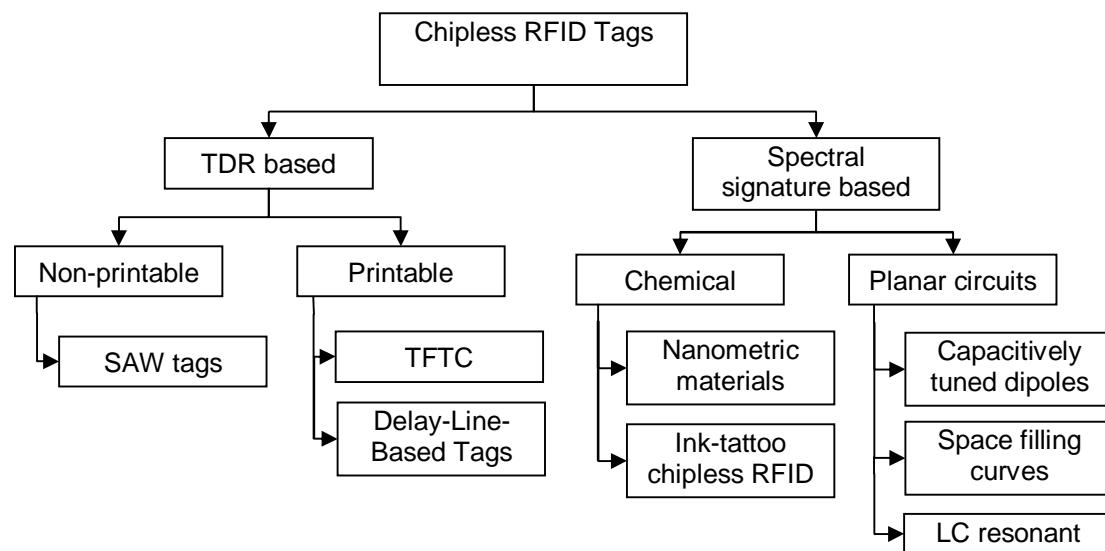 Chipless RFID Tags
TDR based
Spectral
signature based
Non-printable
Printable
Chemical
Planar circuits
SAW tags
TFTC
Delay-Line-
Based Tags
Nanometric
materials
Ink-tattoo
chipless RFID
Capacitively
tuned dipoles
Space filling
curves
LC resonant